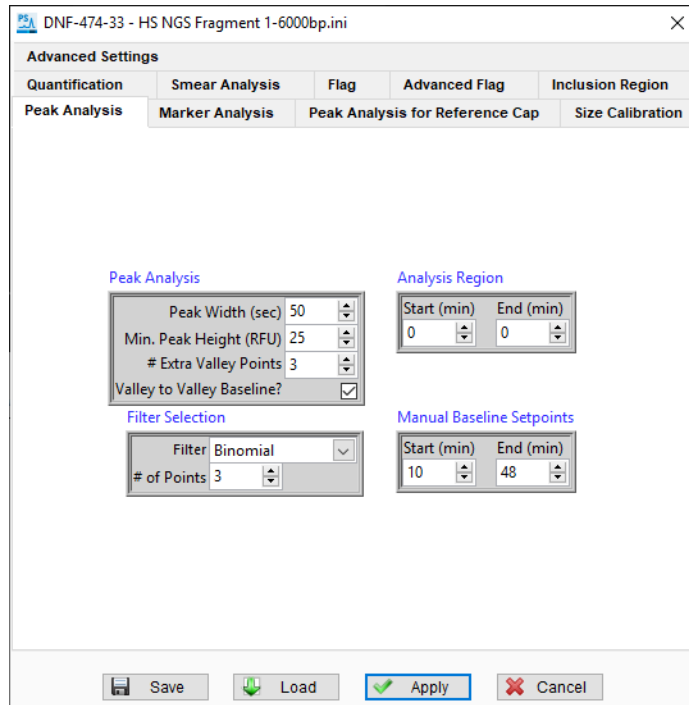 DNF-474-33 - HS NGS Fragment 1-6000bp.ini
Advanced Settings
Quantification Smear Analysis Flag Advanced Flag Inclusion Region
Peak Analysis Marker Analysis Peak Analysis for Reference Cap Size Calibration
Peak Analysis
Peak Width (sec) 50
Min. Peak Height (RFU) 25
# Extra Valley Points 3
Valley to Valley Baseline?
Analysis Region
Start (min) End (min)
0 0
Filter Selection
Filter Binomial
# of Points 3
Manual Baseline Setpoints
Start (min) End (min)
10 48
Save Load Apply Cancel